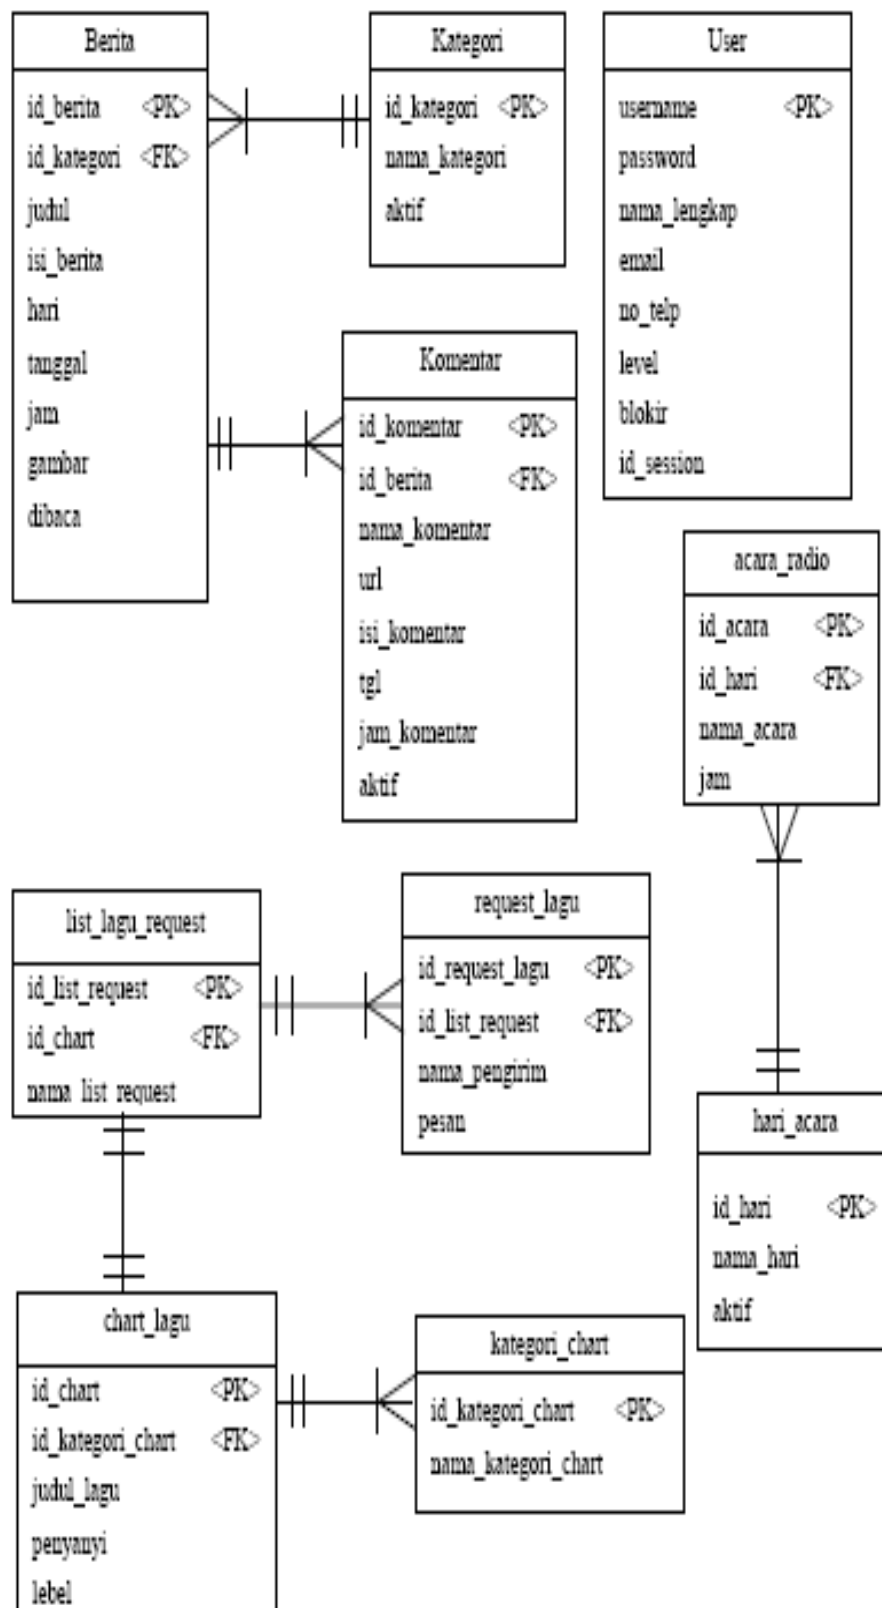 Berita
id_berita <PK>
id_kategori <FK>
judul
isi_berita
hari
tanggal
jam
gambar
dibaca
Kategori
id_kategori <PK>
nama_kategori
aktif
User
username <PK>
password
nama_lengkap
email
no_telp
level
blokir
id_session
Komentar
id_komentar <PK>
id_berita <FK>
nama_komentar
url
isi_komentar
tgl
jam_komentar
aktif
acara_radio
id_acara <PK>
id_hari <FK>
nama_acara
jam
list_lagu_request
id_list_request <PK>
id_chart <FK>
nama_list_request
request_lagu
id_request_lagu <PK>
id_list_request <FK>
nama_pengirim
pesan
hari_acara
id_hari <PK>
nama_hari
aktif
chart_lagu
id_chart <PK>
id_kategori_chart <FK>
judul_lagu
penyanyi
lebel
kategori_chart
id_kategori_chart <PK>
nama_kategori_chart